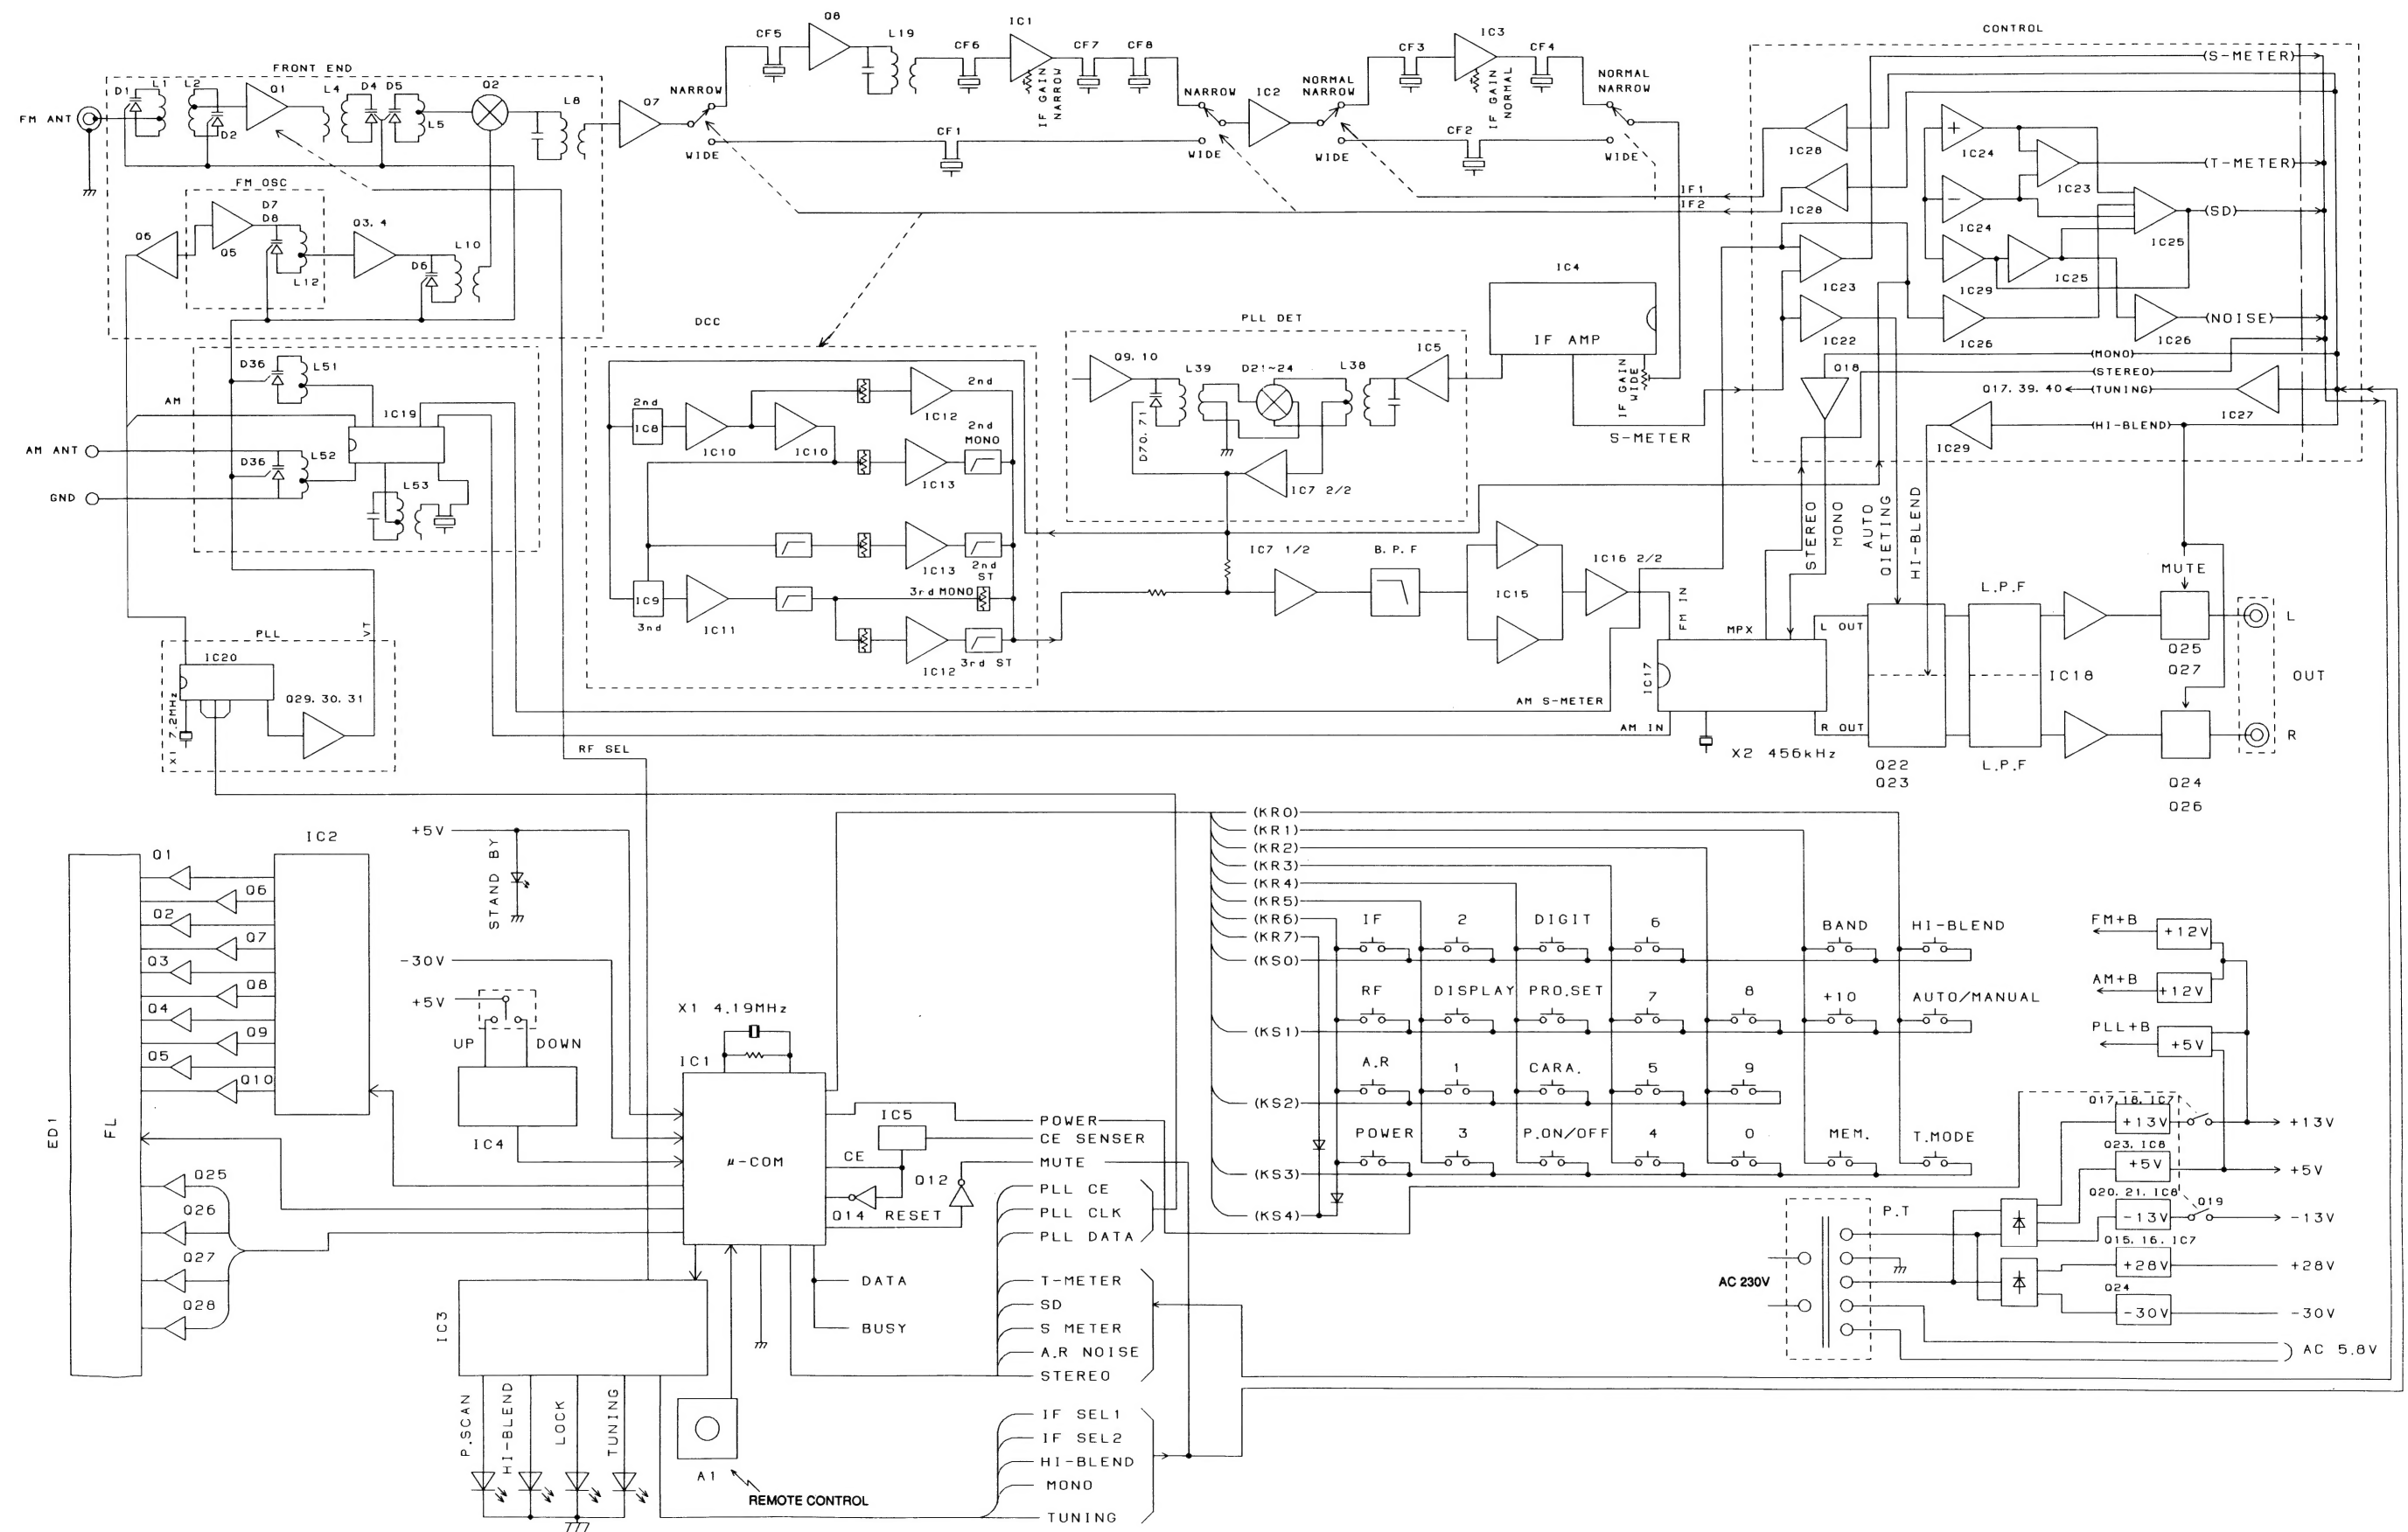 FRONT END
FM ANT
D1
L1
L2
D2
Q1
L4
D4
D5
L5
Q2
L8
FM OSC
Q6
Q5
D7
D8
L12
Q3.4
D6
L10
Q7
NARROW
WIDE
CF5
Q8
L19
CF6
IC1
IF GAIN
NARROW
CF7
CF8
CF1
NARROW
WIDE
IC2
NORMAL
NARROW
WIDE
CF3
IC3
IF GAIN
NORMAL
CF4
CF2
NORMAL
NARROW
WIDE
IF1
IF2
CONTROL
(S-METER)
IC28
IC28
IC24
IC24
IC23
(T-METER)
IC25
(SD)
IC23
IC29
IC25
IC22
IC26
IC26
(NOISE)
(MONO)
Q18
(STEREO)
Q17.39.40
(TUNING)
IC27
(HI-BLEND)
IC29
AM
D36
L51
IC19
AM ANT
D36
L52
GND
L53
DCC
2nd
IC8
IC10
IC10
IC12
2nd
2nd
MONO
IC13
IC13
2nd
ST
IC9
3nd
IC11
3rd MONO
IC12
3rd ST
PLL DET
Q9.10
D70.71
L39
D21~24
L38
IC5
IC7 2/2
IC4
IF AMP
IF GAIN
WIDE
S-METER
IC7 1/2
B.P.F
IC15
IC16 2/2
FM IN
AM S-METER
AM IN
STEREO
MONO
AUTO
QIETING
HI-BLEND
MPX
IC17
L OUT
R OUT
X2 456kHz
Q22
Q23
L.P.F
IC18
L.P.F
MUTE
Q25
Q27
Q24
Q26
L
OUT
R
PLL
IC20
X1 7.2MHz
Q29.30.31
VT
RF SEL
ED1
FL
IC2
Q1
Q6
Q2
Q7
Q3
Q8
Q4
Q9
Q5
Q10
Q25
Q26
Q27
Q28
+5V
STAND BY
-30V
+5V
UP
DOWN
IC4
X1 4.19MHz
IC1
μ-COM
IC5
CE
Q14
RESET
Q12
POWER
CE SENSER
MUTE
PLL CE
PLL CLK
PLL DATA
DATA
BUSY
T-METER
SD
S METER
A.R NOISE
STEREO
IF SEL1
IF SEL2
HI-BLEND
MONO
TUNING
IC3
P.SCAN
HI-BLEND
LOCK
TUNING
A1
REMOTE CONTROL
(KR0)
(KR1)
(KR2)
(KR3)
(KR4)
(KR5)
(KR6)
(KR7)
(KS0)
(KS1)
(KS2)
(KS3)
(KS4)
IF
2
DIGIT
6
BAND
HI-BLEND
RF
DISPLAY
PRO.SET
7
8
+10
AUTO/MANUAL
A.R
1
CARA.
5
9
POWER
3
P.ON/OFF
4
0
MEM.
T.MODE
FM+B
+12V
AM+B
+12V
PLL+B
+5V
Q17.18.IC7
+13V
+13V
Q23.IC8
+5V
+5V
Q20.21.IC8
-13V
Q19
-13V
Q15.16.IC7
+28V
+28V
Q24
-30V
-30V
AC 5.8V
P.T
AC 230V